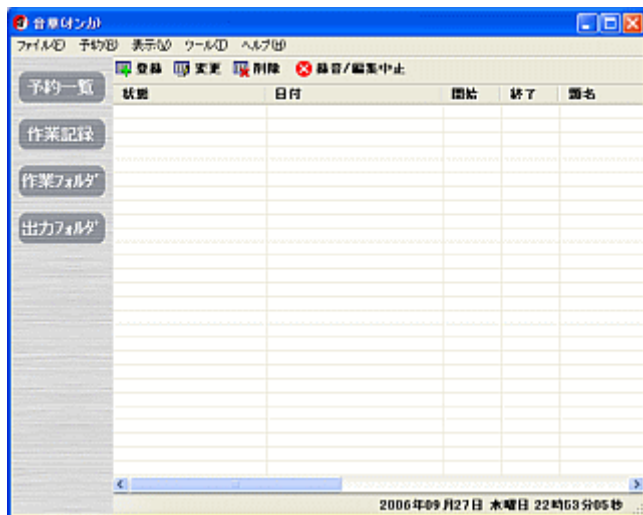 音華(オンカ)
ファイル(F) 予約(R) 表示(V) ツール(T) ヘルプ(H)
登録 変更 削除 録音/編集中止
予約一覧
状態 日付 開始 終了 題名
作業記録
作業フォルダ
出力フォルダ
2006年09月27日 水曜日 22時53分05秒